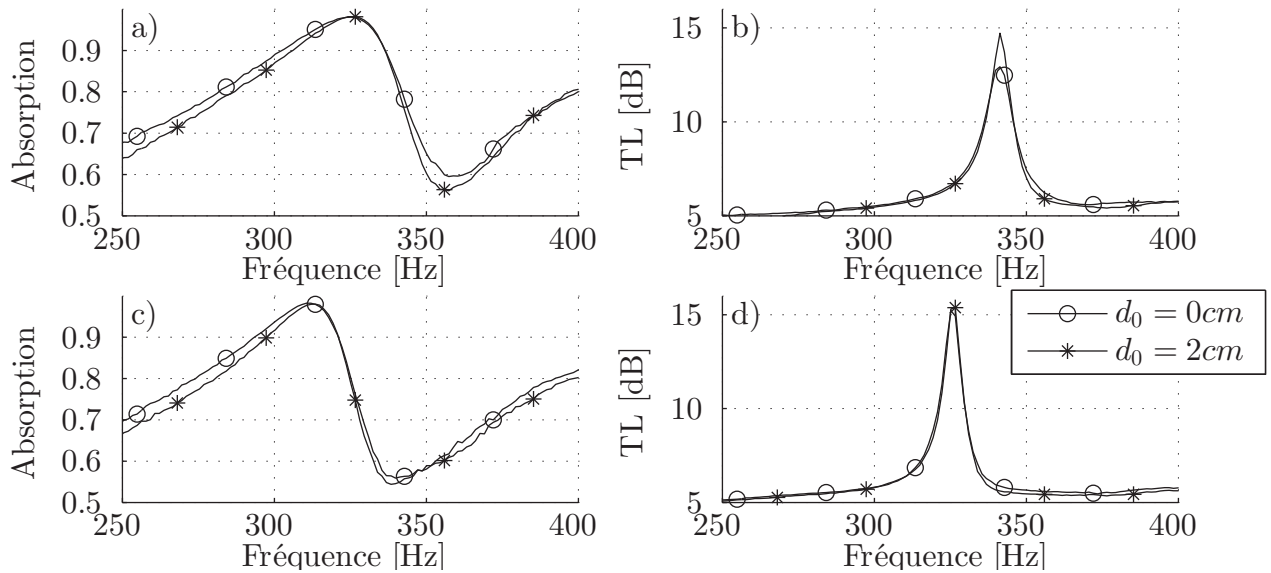 a)
Absorption
0.9
0.8
0.7
0.6
0.5
250
300
350
400
Fréquence [Hz]
b)
TL [dB]
15
10
5
250
300
350
400
Fréquence [Hz]
c)
Absorption
0.9
0.8
0.7
0.6
0.5
250
300
350
400
Fréquence [Hz]
d)
TL [dB]
15
10
5
250
300
350
400
Fréquence [Hz]
d₀ = 0cm
d₀ = 2cm